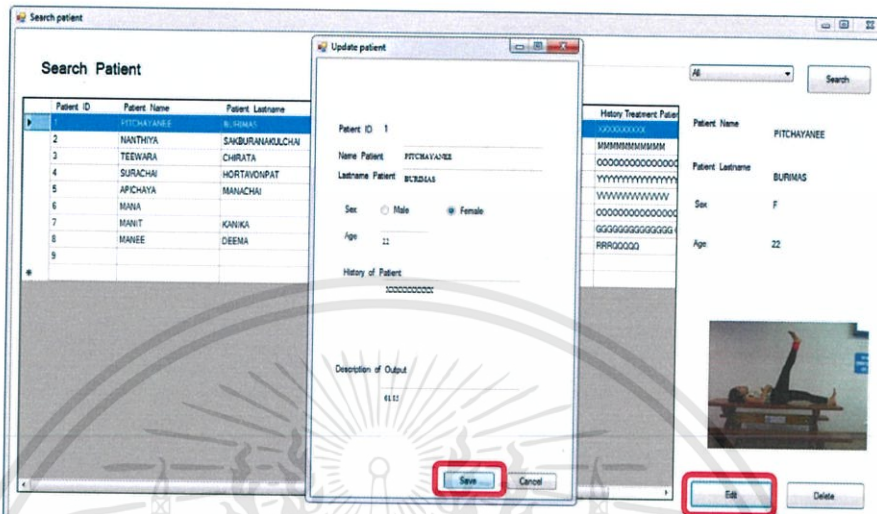 Search patient
Search Patient
All
Search
Patient ID Patient Name Patient Lastname
1 PITCHAYANEE BURIMAS
2 NANTHIYA SAKBURANAKULCHAI
3 TEEWARA CHIRATA
4 SURACHAI HORTAVONPAT
5 APICHAYA MANACHAI
6 MANA
7 MANIT KANIKA
8 MANEE DEEMA
9
Update patient
Patient ID 1
Name Patient PITCHAYANEE
Lastname Patient BURIMAS
Sex Male Female
Age 22
History of Patient
XXXXXXXXXX
Description of Output
Save Cancel
History Treatment Patien
XXXXXXXXXX
MMMMMMMMMM
RRRQQQQQ
Patient Name PITCHAYANEE
Patient Lastname BURIMAS
Sex F
Age 22
Edit Delete